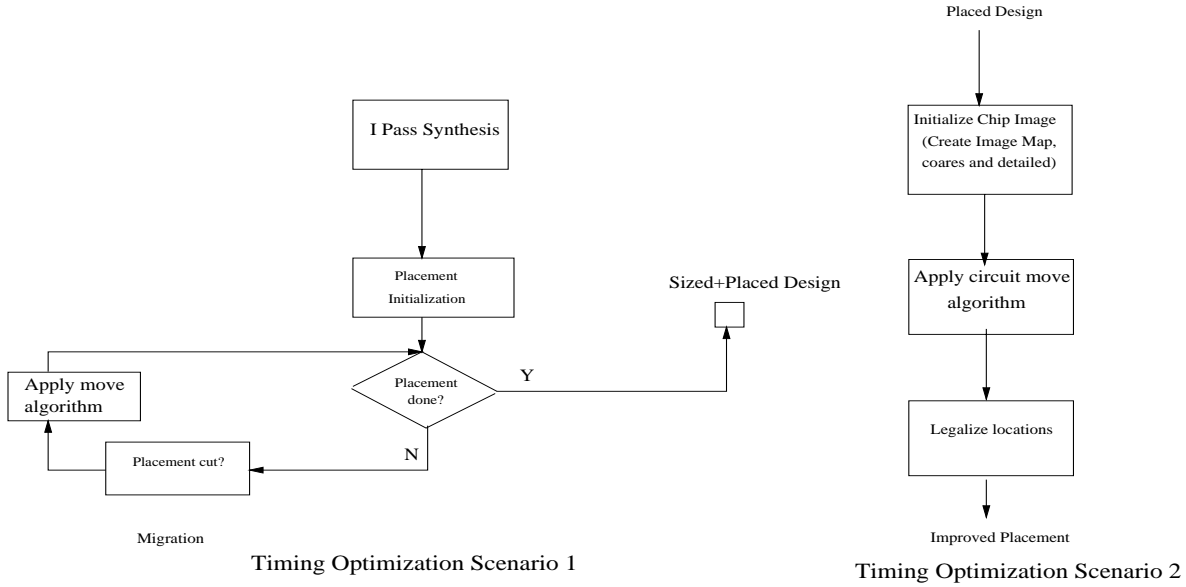 I Pass Synthesis
Placement
Initialization
Sized+Placed Design
Placement
done?
Y
N
Apply move
algorithm
Placement cut?
Migration
Timing Optimization Scenario 1
Placed Design
Initialize Chip Image
(Create Image Map,
coares and detailed)
Apply circuit move
algorithm
Legalize locations
Improved Placement
Timing Optimization Scenario 2